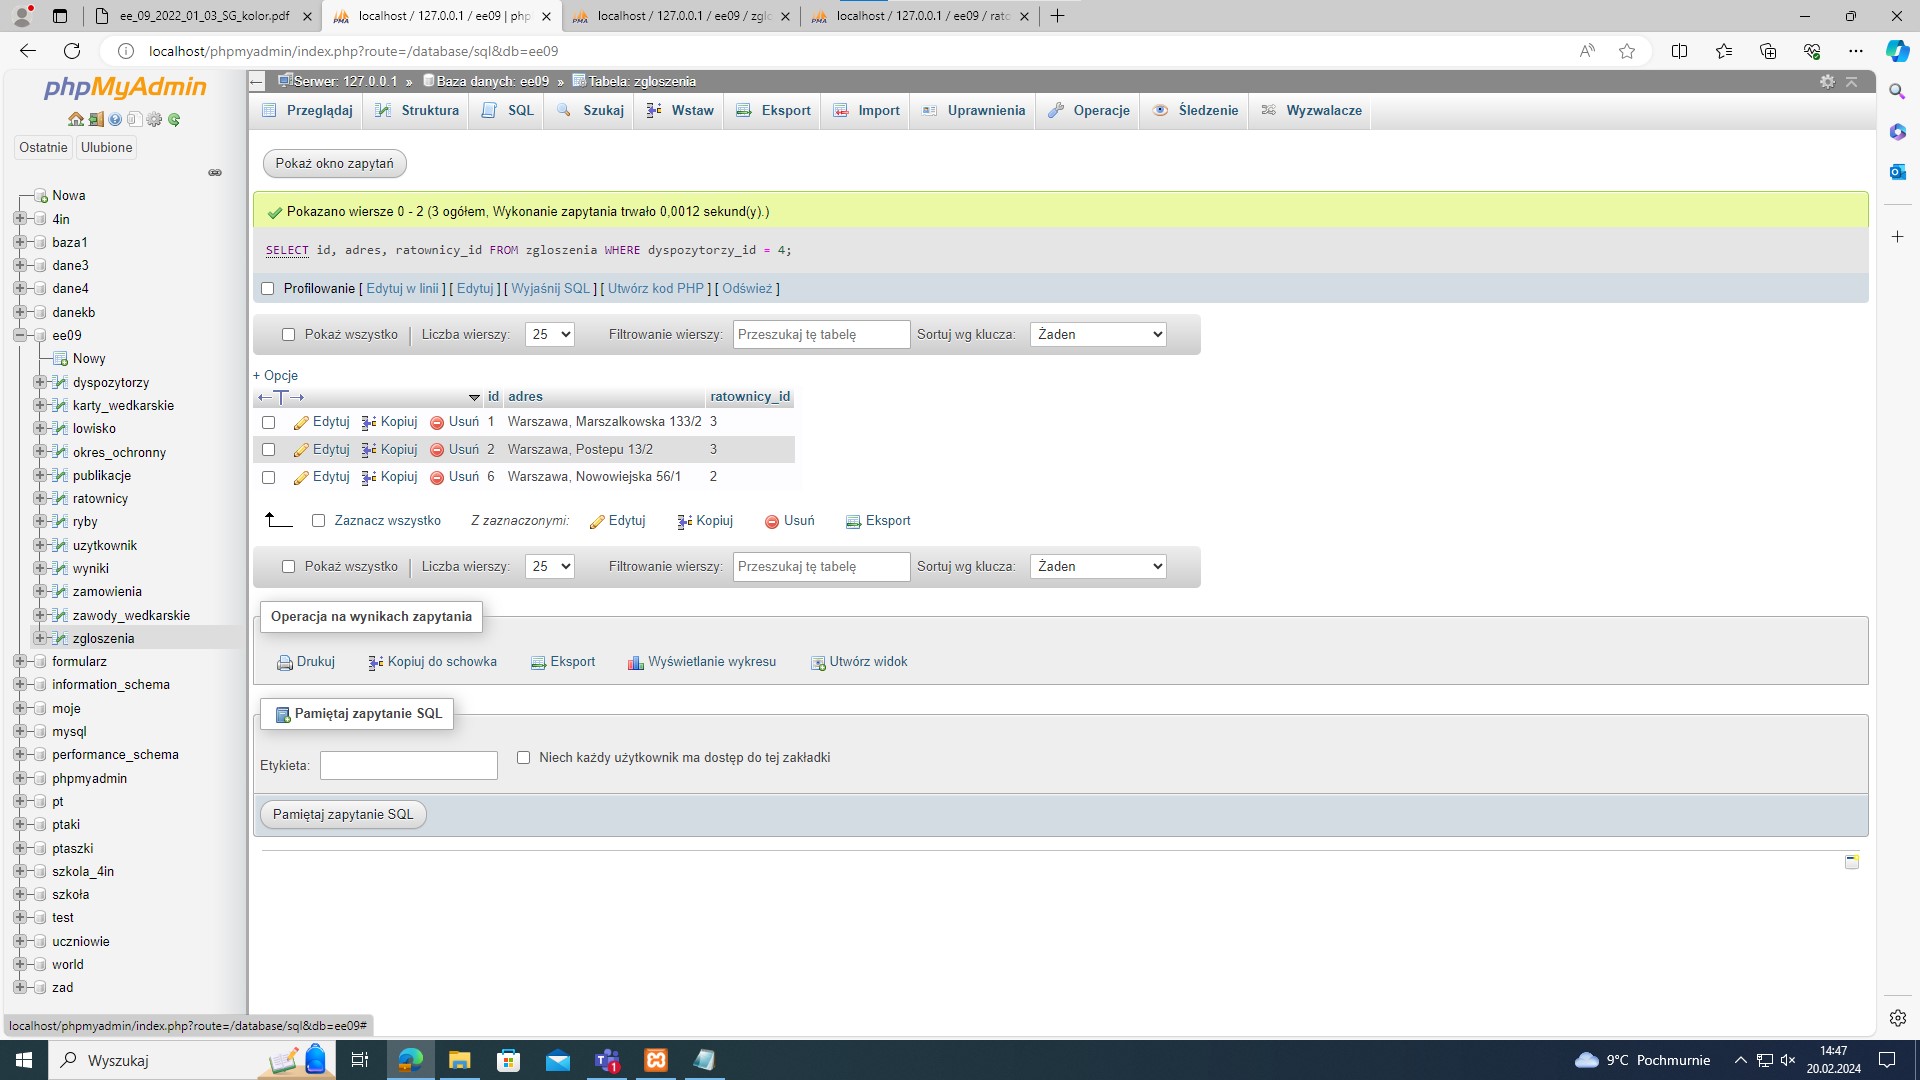 ee_09_2022_01_03_SG_kolor.pdf
localhost / 127.0.0.1 / ee09 | php
localhost / 127.0.0.1 / ee09 / zglo
localhost / 127.0.0.1 / ee09 / rato
localhost/phpmyadmin/index.php?route=/database/sql&db=ee09
phpMyAdmin
Ostatnie
Ulubione
Nowa
4in
baza1
dane3
dane4
danekb
ee09
Nowy
dyspozytorzy
karty_wedkarskie
lowisko
okres_ochronny
publikacje
ratownicy
ryby
uzytkownik
wyniki
zamowienia
zawody_wedkarskie
zgloszenia
formularz
information_schema
moje
mysql
performance_schema
phpmyadmin
pt
ptaki
ptaszki
szkola_4in
szkoła
test
uczniowie
world
zad
localhost/phpmyadmin/index.php?route=/database/sql&db=ee09#
Serwer: 127.0.0.1 » Baza danych: ee09 » Tabela: zgloszenia
Przeglądaj Struktura SQL Szukaj Wstaw Eksport Import Uprawnienia Operacje Śledzenie Wyzwalacze
Pokaż okno zapytań
Pokazano wiersze 0 - 2 (3 ogółem, Wykonanie zapytania trwało 0,0012 sekund(y).)
SELECT id, adres, ratownicy_id FROM zgloszenia WHERE dyspozytorzy_id = 4;
Profilowanie [ Edytuj w linii ] [ Edytuj ] [ Wyjaśnij SQL ] [ Utwórz kod PHP ] [ Odśwież ]
Pokaż wszystko | Liczba wierszy: 25 Filtrowanie wierszy: Przeszukaj tę tabelę Sortuj wg klucza: Żaden
+ Opcje
←T→ id adres ratownicy_id
Edytuj Kopiuj Usuń 1 Warszawa, Marszalkowska 133/2 3
Edytuj Kopiuj Usuń 2 Warszawa, Postepu 13/2 3
Edytuj Kopiuj Usuń 6 Warszawa, Nowowiejska 56/1 2
Zaznacz wszystko Z zaznaczonymi: Edytuj Kopiuj Usuń Eksport
Pokaż wszystko | Liczba wierszy: 25 Filtrowanie wierszy: Przeszukaj tę tabelę Sortuj wg klucza: Żaden
Operacja na wynikach zapytania
Drukuj Kopiuj do schowka Eksport Wyświetlanie wykresu Utwórz widok
Pamiętaj zapytanie SQL
Etykieta: Niech każdy użytkownik ma dostęp do tej zakładki
Pamiętaj zapytanie SQL
Wyszukaj
1
9°C Pochmurnie
14:47
20.02.2024